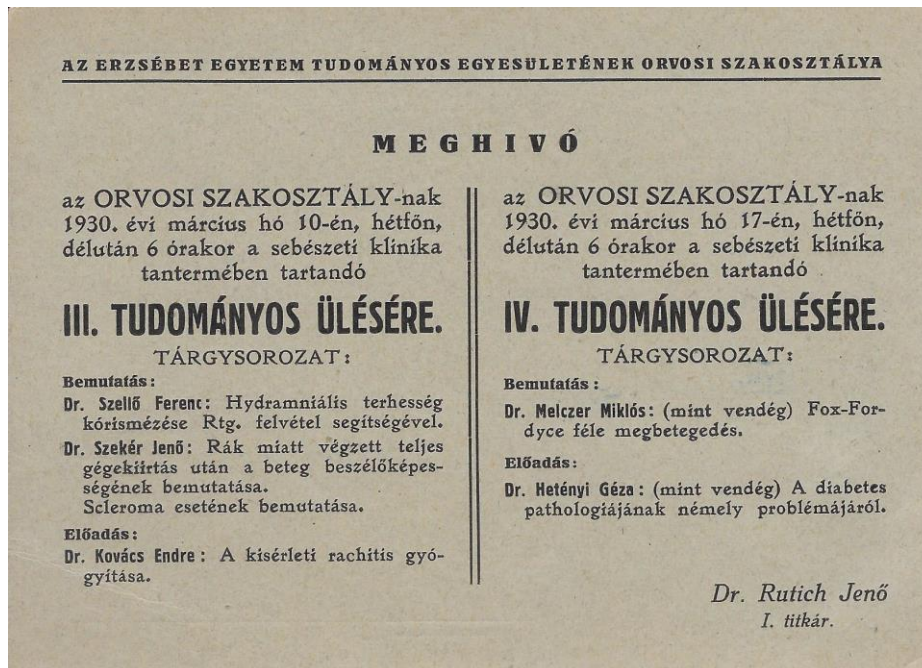 AZ ERZSÉBET EGYETEM TUDOMÁNYOS EGYESÜLETÉNEK ORVOSI SZAKOSZTÁLYA
MEGHIVÓ
az ORVOSI SZAKOSZTÁLY-nak
1930. évi március hó 10-én, hétfőn,
délután 6 órakor a sebészeti klinika
tantermében tartandó
III. TUDOMÁNYOS ÜLÉSÉRE.
TÁRGYSOROZAT:
Bemutatás:
Dr. Szellő Ferenc: Hydramniális terhesség
kórismézése Rtg. felvétel segítségével.
Dr. Szekér Jenő: Rák miatt végzett teljes
gégekiirtás után a beteg beszélőképes-
ségének bemutatása.
Scleroma esetének bemutatása.
Előadás:
Dr. Kovács Endre: A kisérleti rachitis gyó-
gyítása.
az ORVOSI SZAKOSZTÁLY-nak
1930. évi március hó 17-én, hétfőn,
délután 6 órakor a sebészeti klinika
tantermében tartandó
IV. TUDOMÁNYOS ÜLÉSÉRE.
TÁRGYSOROZAT:
Bemutatás:
Dr. Melczer Miklós: (mint vendég) Fox-For-
dyce féle megbetegedés.
Előadás:
Dr. Hetényi Géza: (mint vendég) A diabetes
pathologiájának némely problémájáról.
Dr. Rutich Jenő
I. titkár.